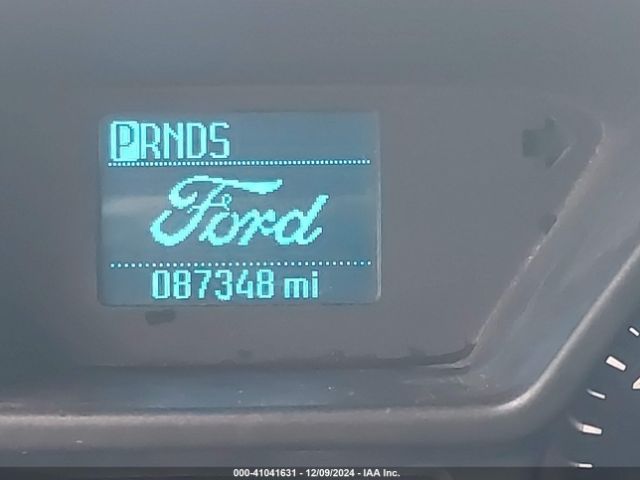 PRNDS
Ford
087348 mi
000-41041631 - 12/09/2024 - IAA Inc.